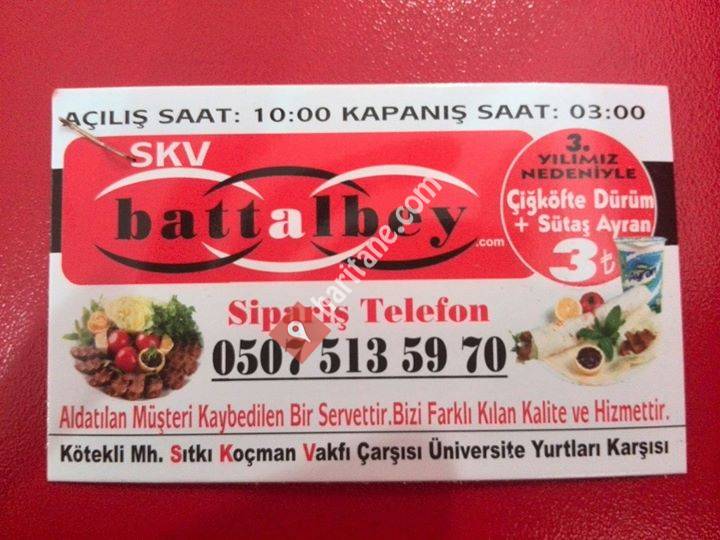 AÇILIŞ SAAT: 10:00 KAPANIŞ SAAT: 03:00
SKV
battalbey
.com
3.
YILIMIZ
NEDENİYLE
Çiğköfte Dürüm
+ Sütaş Ayran
3₺
Sipariş Telefon
0507 513 59 70
Aldatılan Müşteri Kaybedilen Bir Servettir.Bizi Farklı Kılan Kalite ve Hizmettir.
Kötekli Mh. Sıtkı Koçman Vakfı Çarşısı Üniversite Yurtları Karşısı
haritane.com